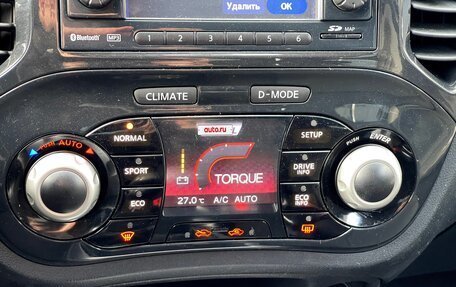 Удалить OK
Bluetooth MP3 1 2 3 4 5 6 SD MAP
CLIMATE D-MODE
PUSH AUTO NORMAL auto.ru SETUP PUSH ENTER
SPORT DRIVE INFO
TORQUE
ECO ECO INFO
27.0°C A/C AUTO